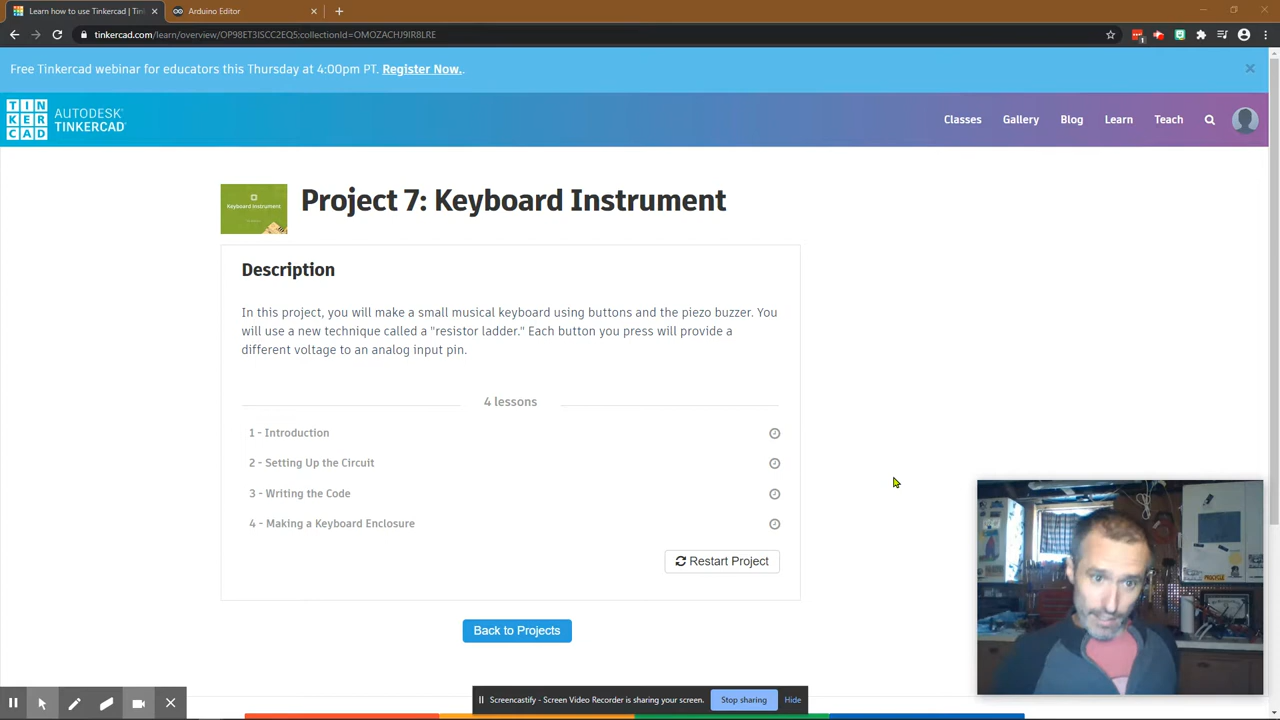 Learn how to use Tinkercad | Tin
Arduino Editor
tinkercad.com/learn/overview/OP98ET3ISCC2EQS;collectionId=OMOZACHJ9IR8LRE
Free Tinkercad webinar for educators this Thursday at 4:00pm PT. Register Now..
TIN
KER
CAD
AUTODESK
TINKERCAD
Classes
Gallery
Blog
Learn
Teach
Keyboard Instrument
Project 7: Keyboard Instrument
Description
In this project, you will make a small musical keyboard using buttons and the piezo buzzer. You
will use a new technique called a "resistor ladder." Each button you press will provide a
different voltage to an analog input pin.
4 lessons
1 - Introduction
2 - Setting Up the Circuit
3 - Writing the Code
4 - Making a Keyboard Enclosure
Restart Project
Back to Projects
Screencastify - Screen Video Recorder is sharing your screen.
Stop sharing
Hide